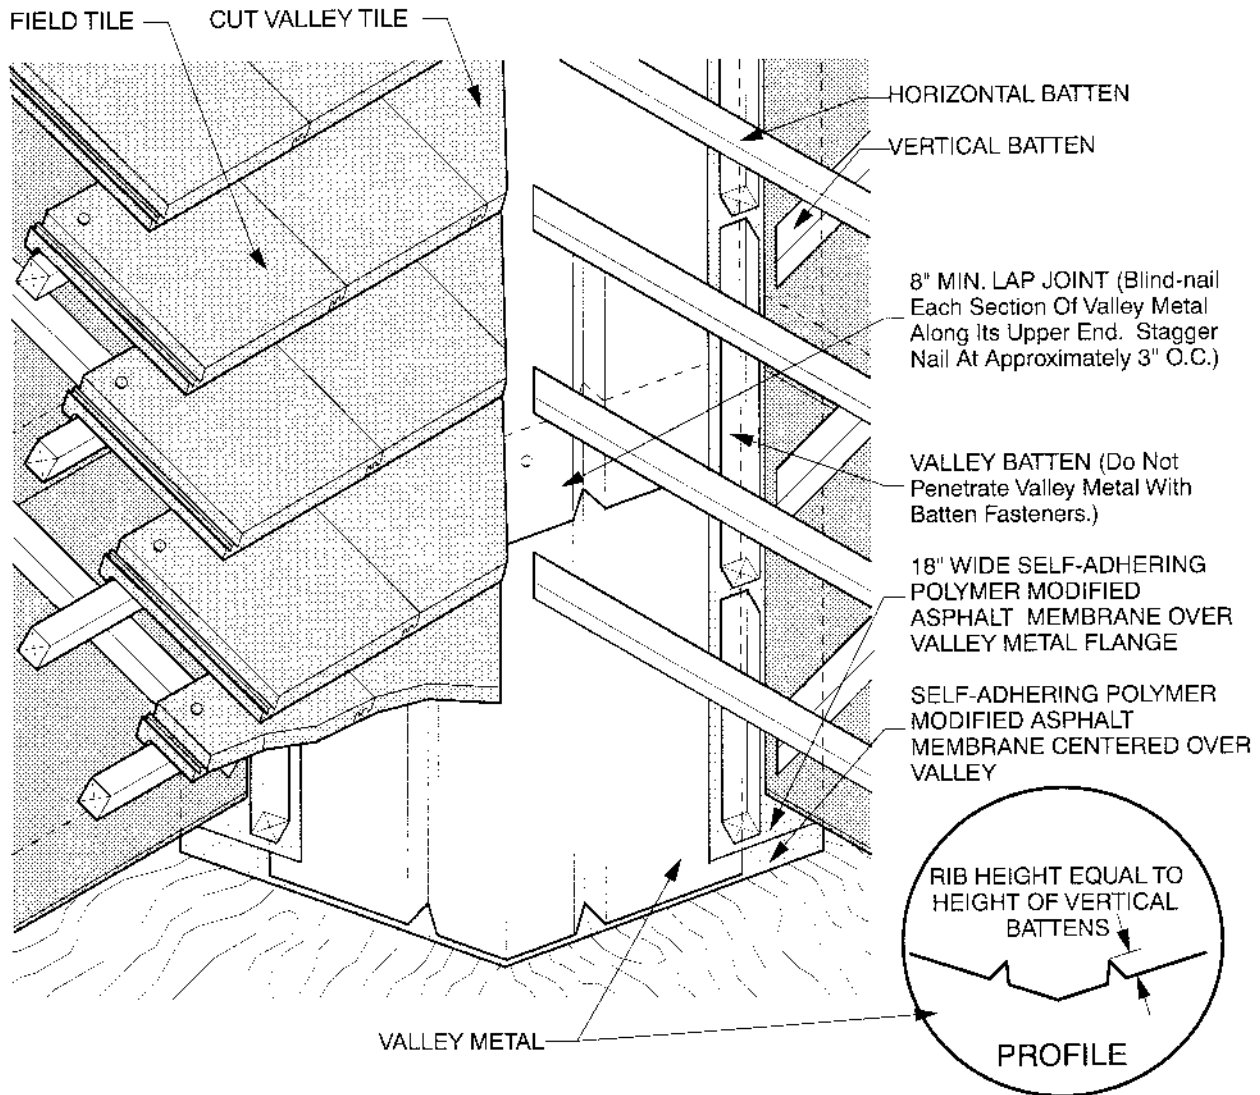 FIELD TILE
CUT VALLEY TILE
HORIZONTAL BATTEN
VERTICAL BATTEN
8" MIN. LAP JOINT (Blind-nail
Each Section Of Valley Metal
Along Its Upper End. Stagger
Nail At Approximately 3" O.C.)
VALLEY BATTEN (Do Not
Penetrate Valley Metal With
Batten Fasteners.)
18" WIDE SELF-ADHERING
POLYMER MODIFIED
ASPHALT MEMBRANE OVER
VALLEY METAL FLANGE
SELF-ADHERING POLYMER
MODIFIED ASPHALT
MEMBRANE CENTERED OVER
VALLEY
RIB HEIGHT EQUAL TO
HEIGHT OF VERTICAL
BATTENS
VALLEY METAL
PROFILE